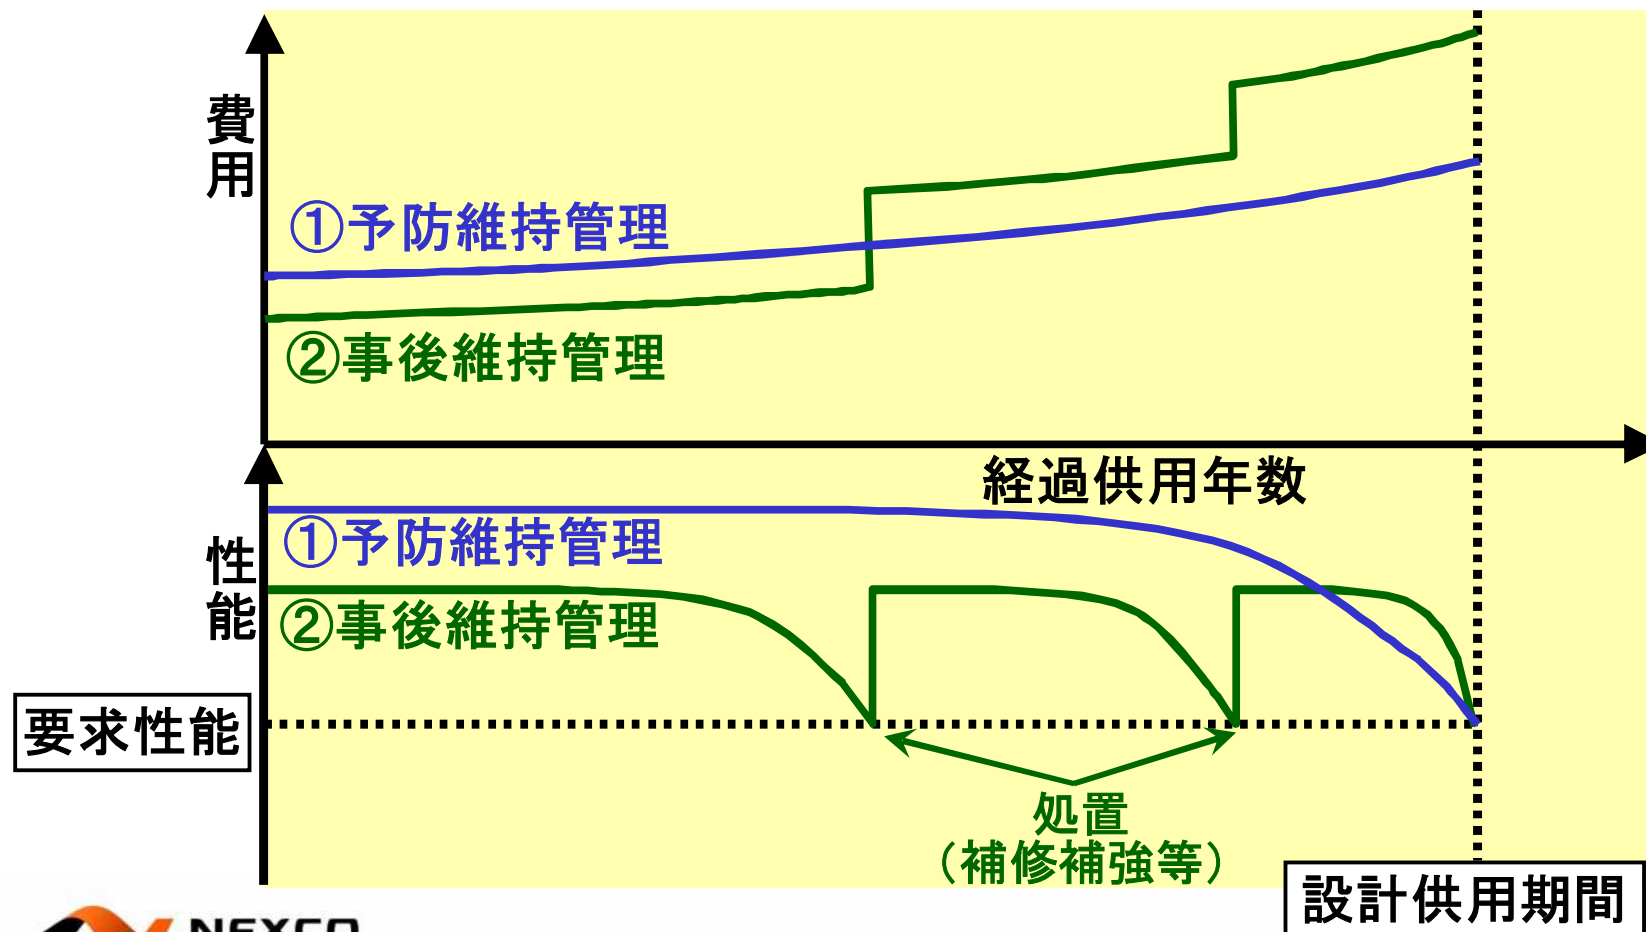 費用
①予防維持管理
②事後維持管理
経過供用年数
性能
①予防維持管理
②事後維持管理
要求性能
処置
（補修補強等）
設計供用期間
NEXCO